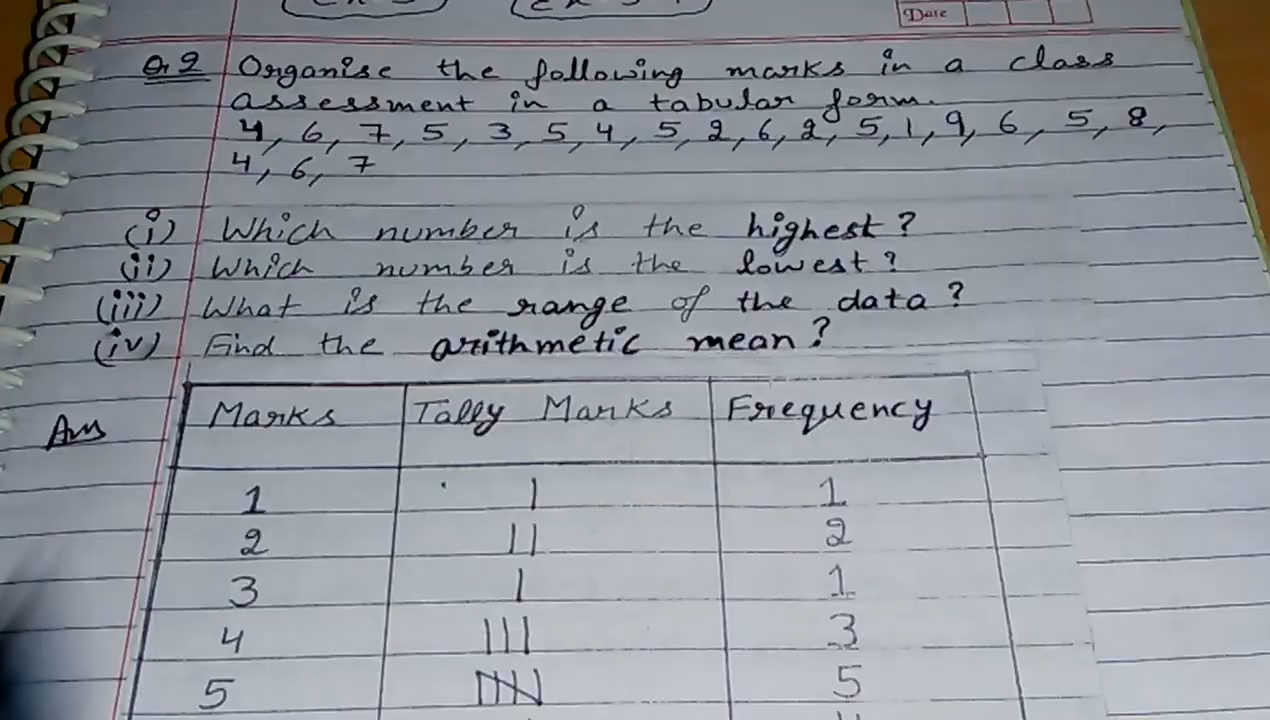 Date
Q.2 Organise the following marks in a class
assessment in a tabular form.
4, 6, 7, 5, 3, 5, 4, 5, 2, 6, 2, 5, 1, 9, 6, 5, 8,
4, 6, 7
(i) Which number is the highest?
(ii) Which number is the lowest?
(iii) What is the range of the data?
(iv) Find the arithmetic mean?
Ans
Marks Tally Marks Frequency
1 | 1
2 || 2
3 | 1
4 ||| 3
5 𝍸 5